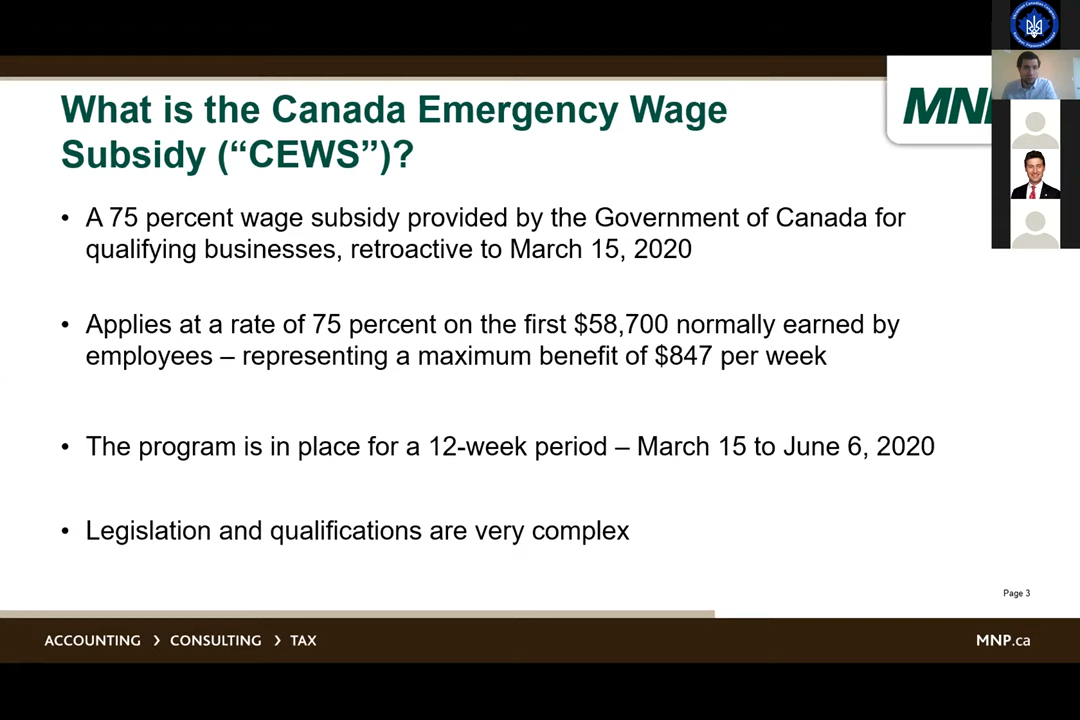 What is the Canada Emergency Wage
Subsidy (“CEWS”)?
• A 75 percent wage subsidy provided by the Government of Canada for
qualifying businesses, retroactive to March 15, 2020
• Applies at a rate of 75 percent on the first $58,700 normally earned by
employees – representing a maximum benefit of $847 per week
• The program is in place for a 12-week period – March 15 to June 6, 2020
• Legislation and qualifications are very complex
Page 3
ACCOUNTING › CONSULTING › TAX
MNP.ca